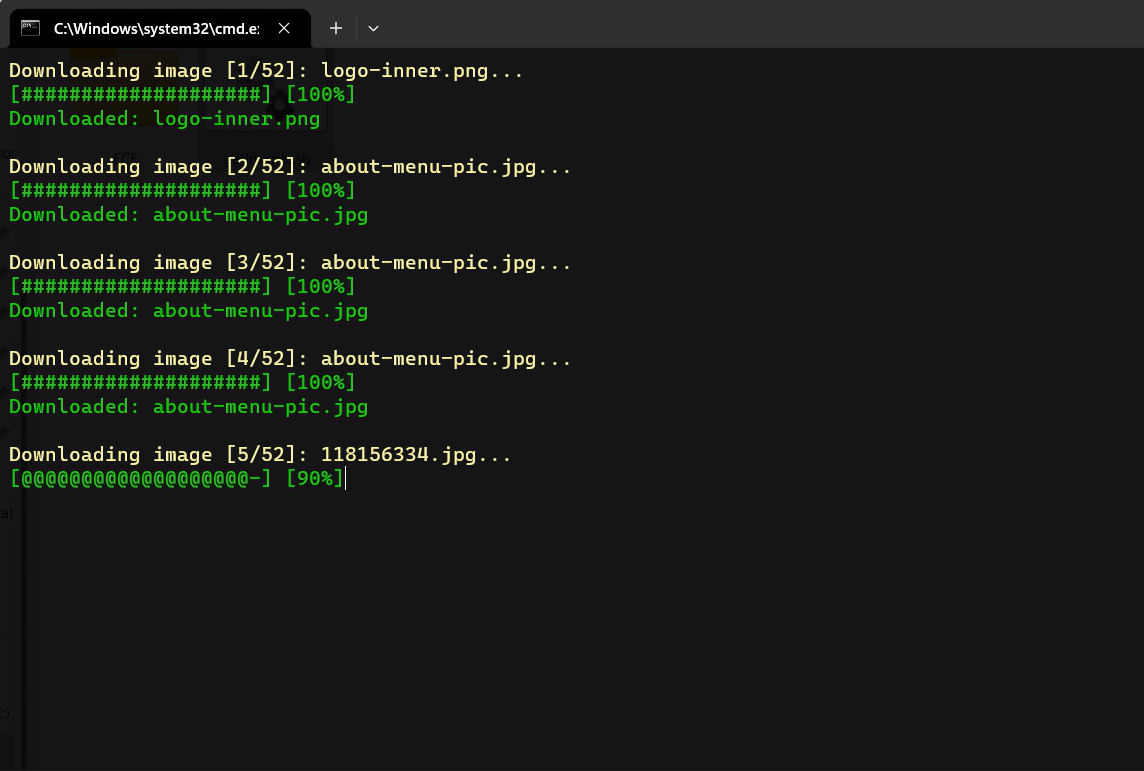 C:\Windows\system32\cmd.e
Downloading image [1/52]: logo-inner.png...
[####################] [100%]
Downloaded: logo-inner.png
Downloading image [2/52]: about-menu-pic.jpg...
[####################] [100%]
Downloaded: about-menu-pic.jpg
Downloading image [3/52]: about-menu-pic.jpg...
[####################] [100%]
Downloaded: about-menu-pic.jpg
Downloading image [4/52]: about-menu-pic.jpg...
[####################] [100%]
Downloaded: about-menu-pic.jpg
Downloading image [5/52]: 118156334.jpg...
[@@@@@@@@@@@@@@@@@@@-] [90%]